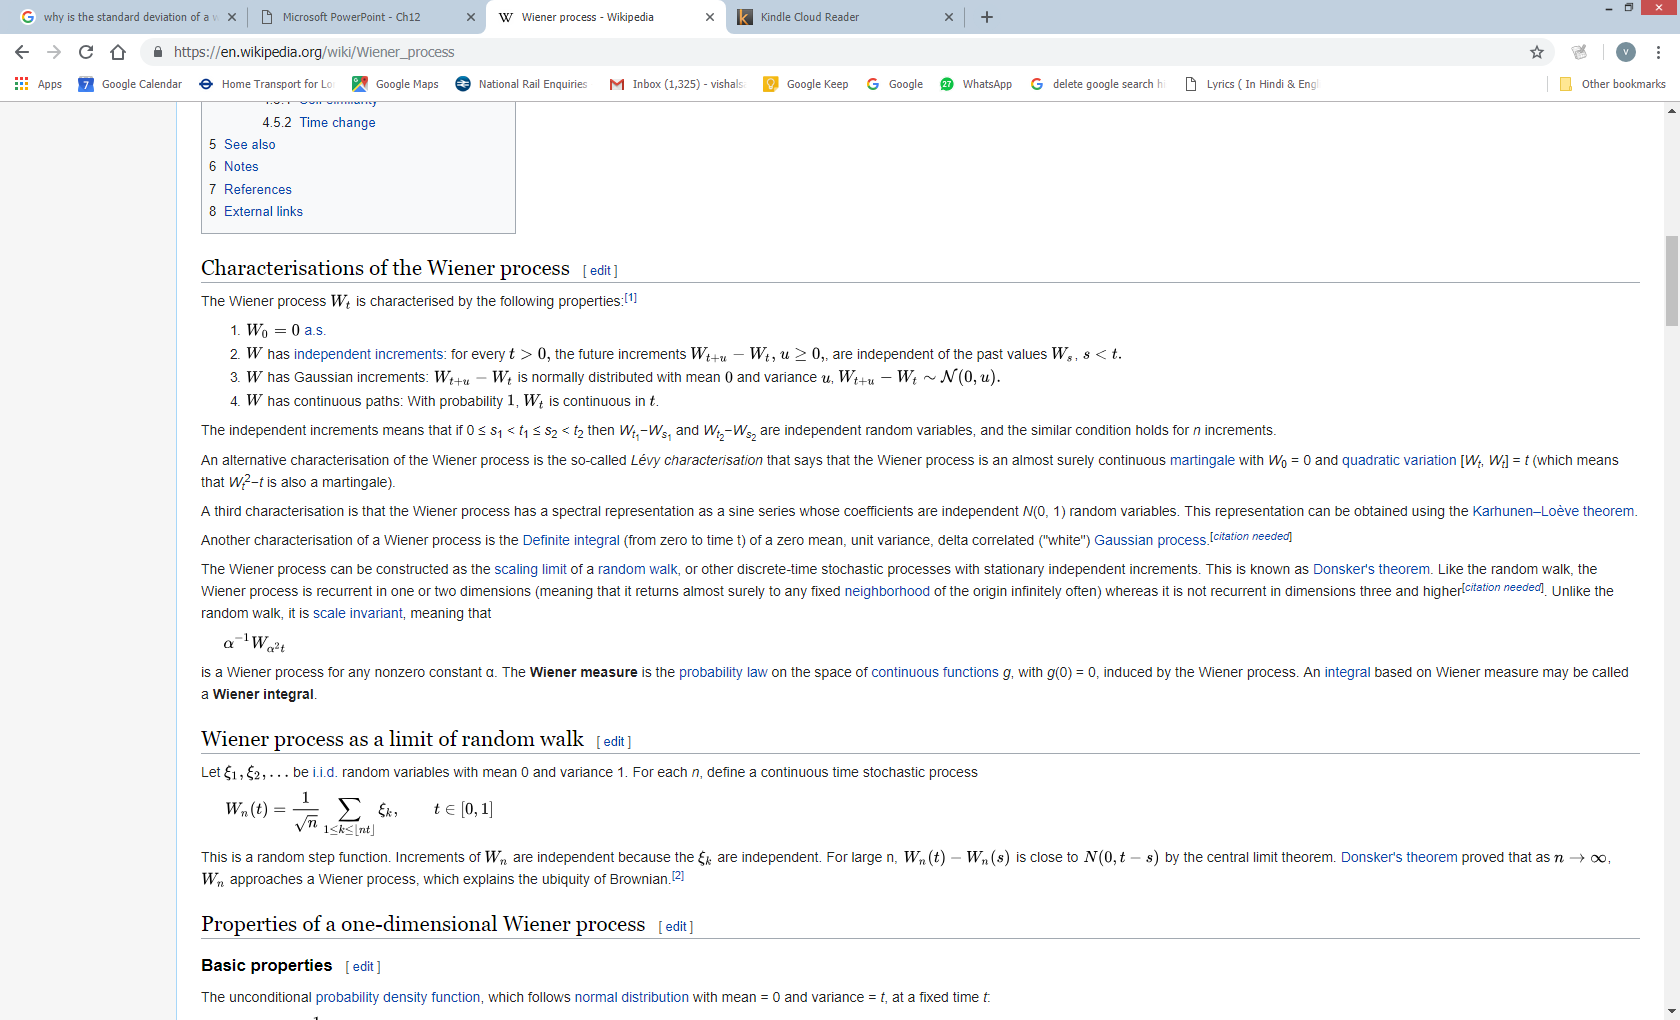 why is the standard deviation of a w
Microsoft PowerPoint - Ch12
Wiener process - Wikipedia
Kindle Cloud Reader
https://en.wikipedia.org/wiki/Wiener_process
V
Apps
7 Google Calendar
Home Transport for Lo
Google Maps
National Rail Enquiries
Inbox (1,325) - vishals
Google Keep
Google
27 WhatsApp
delete google search hi
Lyrics ( In Hindi & Engl
Other bookmarks
4.5.1 Self-similarity
4.5.2 Time change
5 See also
6 Notes
7 References
8 External links
Characterisations of the Wiener process [ edit ]
The Wiener process Wₜ is characterised by the following properties:[1]
1. W₀ = 0 a.s.
2. W has independent increments: for every t > 0, the future increments Wₜ₊ᵤ − Wₜ, u ≥ 0,, are independent of the past values Wₛ, s < t.
3. W has Gaussian increments: Wₜ₊ᵤ − Wₜ is normally distributed with mean 0 and variance u, Wₜ₊ᵤ − Wₜ ∼ 𝒩(0, u).
4. W has continuous paths: With probability 1, Wₜ is continuous in t.
The independent increments means that if 0 ≤ s₁ < t₁ ≤ s₂ < t₂ then W_t₁−W_s₁ and W_t₂−W_s₂ are independent random variables, and the similar condition holds for n increments.
An alternative characterisation of the Wiener process is the so-called Lévy characterisation that says that the Wiener process is an almost surely continuous martingale with W₀ = 0 and quadratic variation [Wₜ, Wₜ] = t (which means
that Wₜ²−t is also a martingale).
A third characterisation is that the Wiener process has a spectral representation as a sine series whose coefficients are independent N(0, 1) random variables. This representation can be obtained using the Karhunen–Loève theorem.
Another characterisation of a Wiener process is the Definite integral (from zero to time t) of a zero mean, unit variance, delta correlated ("white") Gaussian process.[citation needed]
The Wiener process can be constructed as the scaling limit of a random walk, or other discrete-time stochastic processes with stationary independent increments. This is known as Donsker's theorem. Like the random walk, the
Wiener process is recurrent in one or two dimensions (meaning that it returns almost surely to any fixed neighborhood of the origin infinitely often) whereas it is not recurrent in dimensions three and higher[citation needed]. Unlike the
random walk, it is scale invariant, meaning that
α⁻¹W_α²t
is a Wiener process for any nonzero constant α. The Wiener measure is the probability law on the space of continuous functions g, with g(0) = 0, induced by the Wiener process. An integral based on Wiener measure may be called
a Wiener integral.
Wiener process as a limit of random walk [ edit ]
Let ξ₁, ξ₂, . . . be i.i.d. random variables with mean 0 and variance 1. For each n, define a continuous time stochastic process
Wₙ(t) = 1/√n ∑_1≤k≤⌊nt⌋ ξₖ, t ∈ [0, 1]
This is a random step function. Increments of Wₙ are independent because the ξₖ are independent. For large n, Wₙ(t) − Wₙ(s) is close to N(0, t − s) by the central limit theorem. Donsker's theorem proved that as n → ∞,
Wₙ approaches a Wiener process, which explains the ubiquity of Brownian.[2]
Properties of a one-dimensional Wiener process [ edit ]
Basic properties [ edit ]
The unconditional probability density function, which follows normal distribution with mean = 0 and variance = t, at a fixed time t: